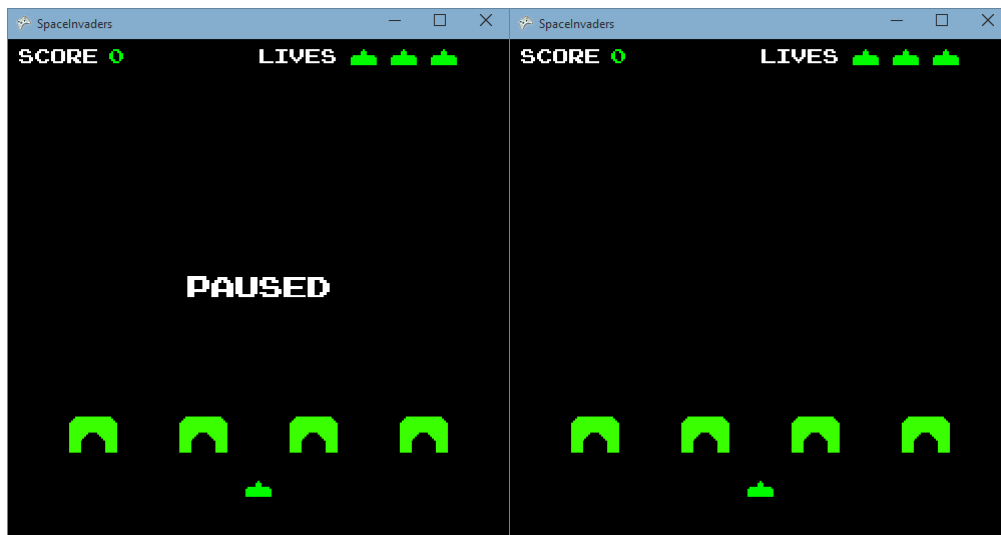 SpaceInvaders
SCORE 0 LIVES
PAUSED
SpaceInvaders
SCORE 0 LIVES